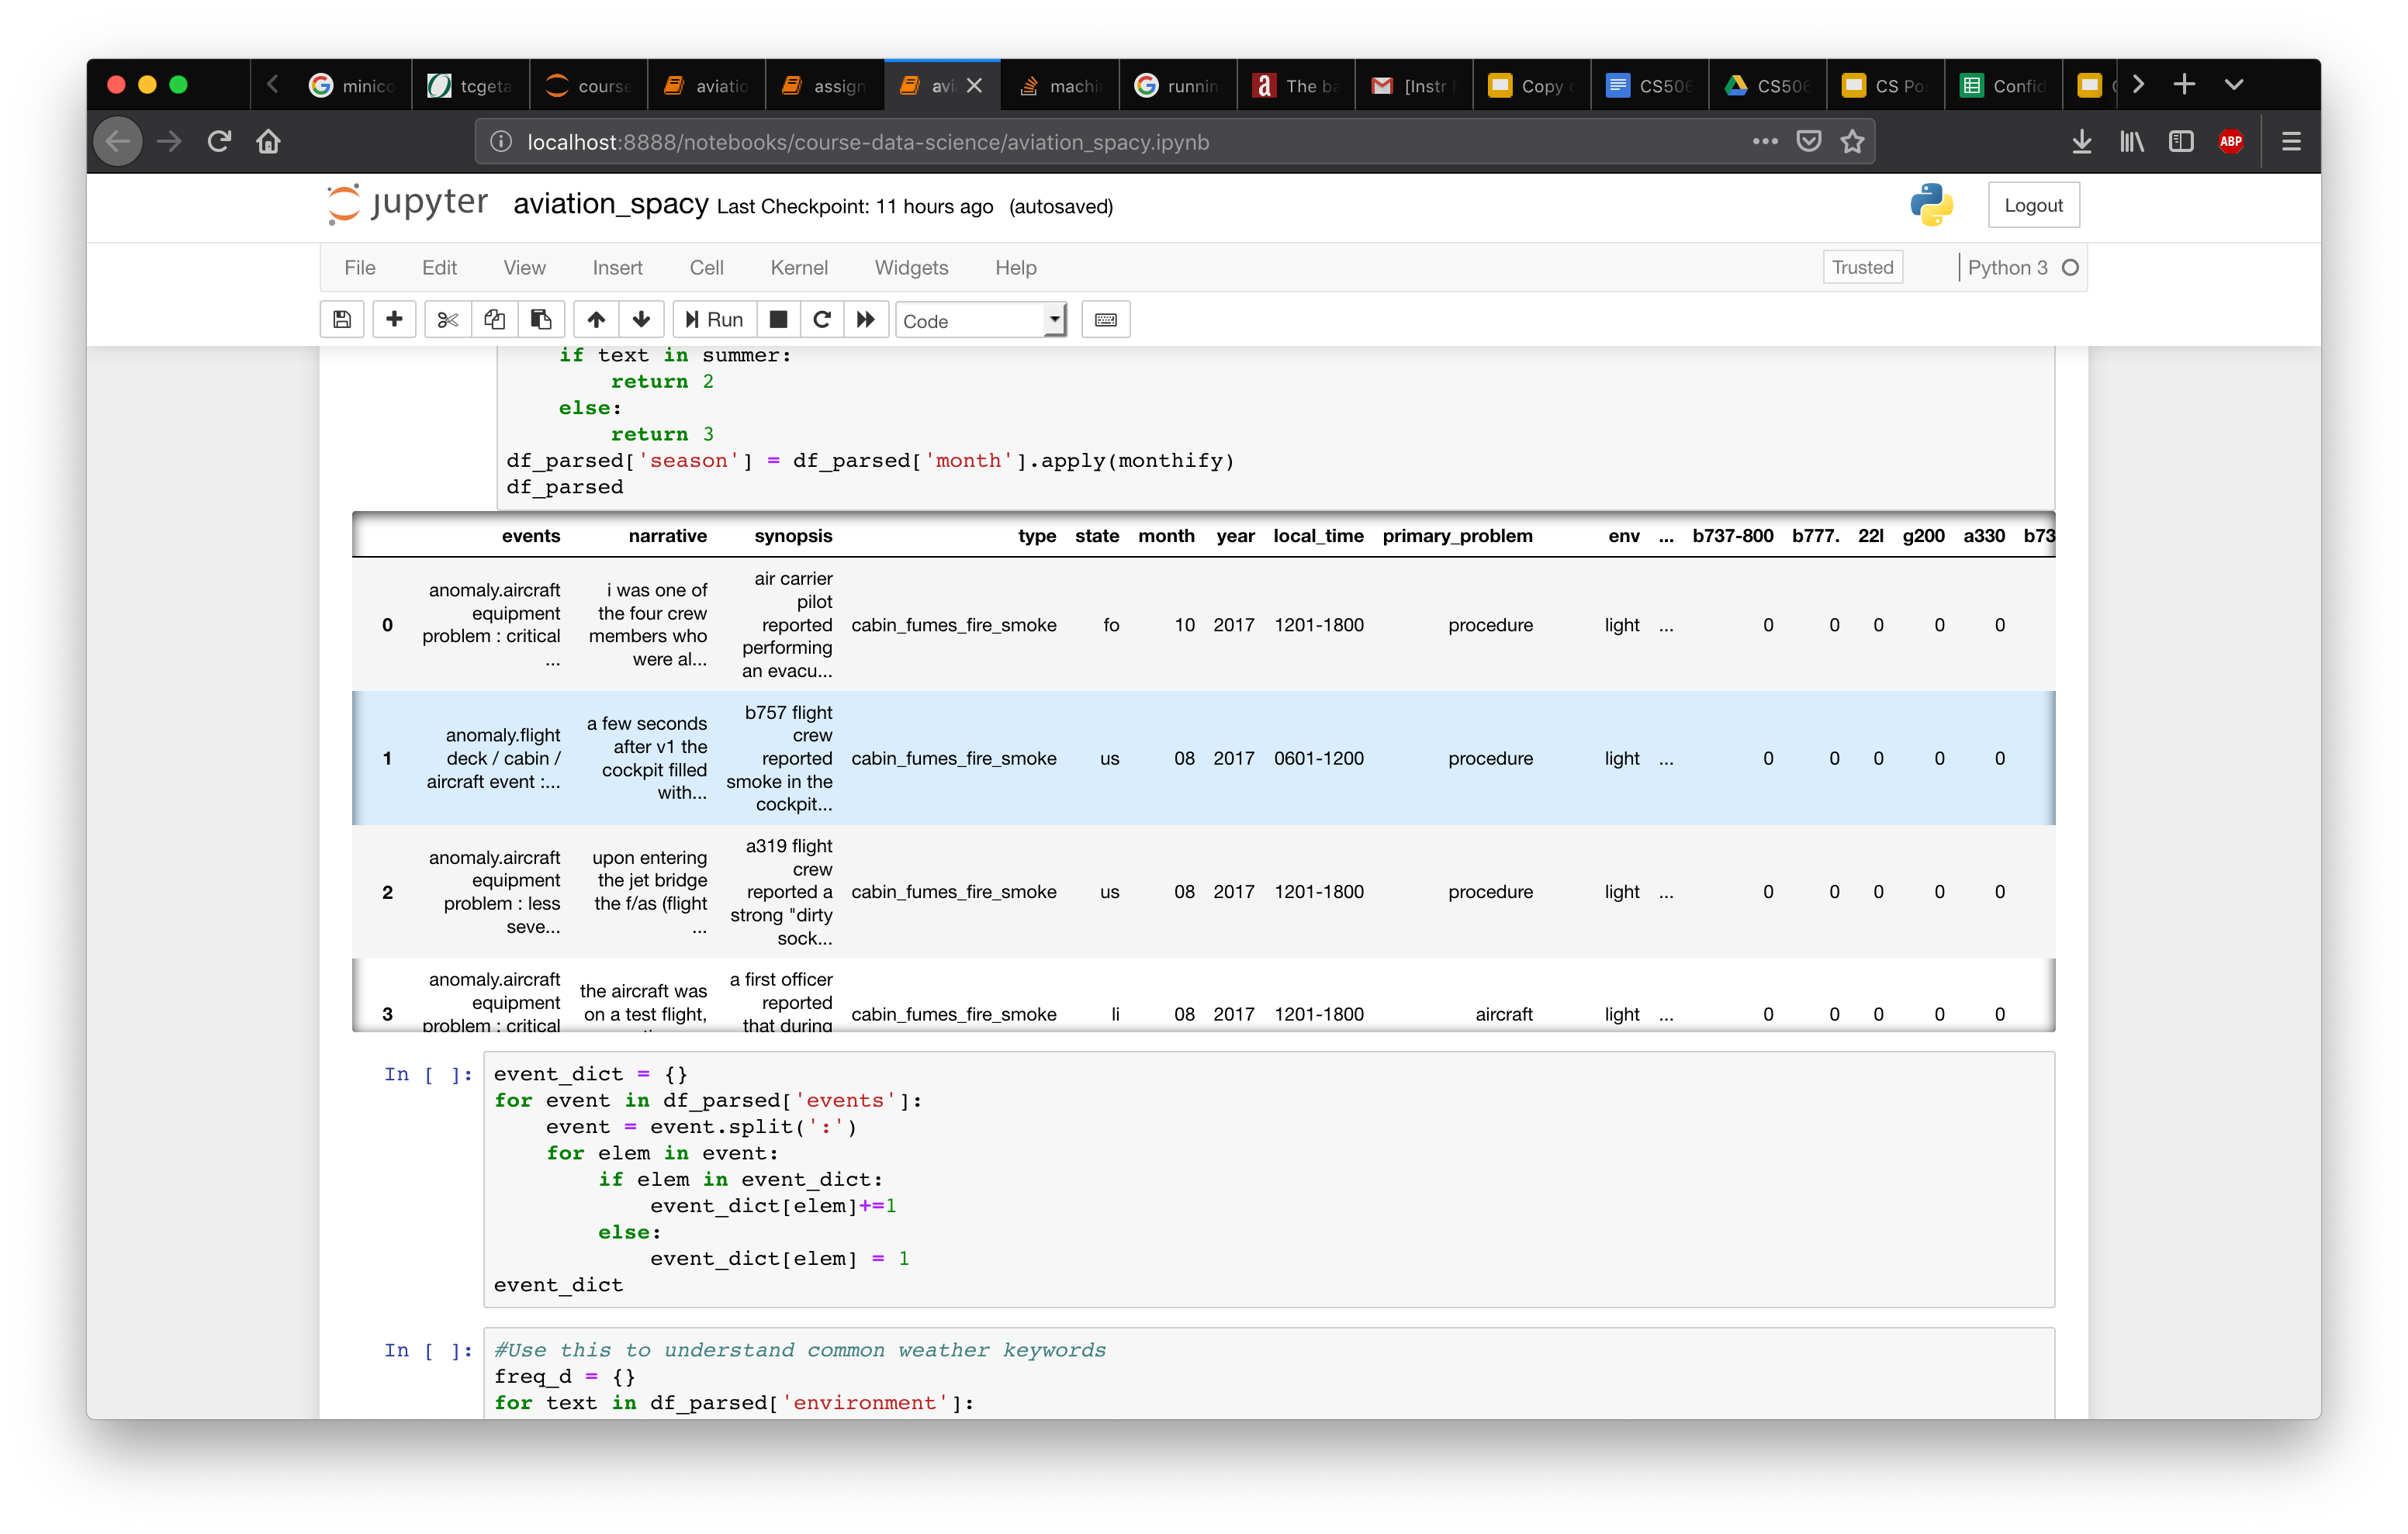 minico tcgeta course aviatio assign avi machi runnin The ba [Instr Copy CS506 CS506 CS Po Confid
localhost:8888/notebooks/course-data-science/aviation_spacy.ipynb ABP
jupyter aviation_spacy Last Checkpoint: 11 hours ago (autosaved) Logout
File Edit View Insert Cell Kernel Widgets Help Trusted Python 3
Run Code
if text in summer:
return 2
else:
return 3
df_parsed['season'] = df_parsed['month'].apply(monthify)
df_parsed
events narrative synopsis type state month year local_time primary_problem env ... b737-800 b777. 22l g200 a330 b73
0 anomaly.aircraft
equipment
problem : critical
...
i was one of
the four crew
members who
were al...
air carrier
pilot
reported
performing
an evacu...
cabin_fumes_fire_smoke fo 10 2017 1201-1800 procedure light ... 0 0 0 0 0
1 anomaly.flight
deck / cabin /
aircraft event :...
a few seconds
after v1 the
cockpit filled
with...
b757 flight
crew
reported
smoke in the
cockpit...
cabin_fumes_fire_smoke us 08 2017 0601-1200 procedure light ... 0 0 0 0 0
2 anomaly.aircraft
equipment
problem : less
seve...
upon entering
the jet bridge
the f/as (flight
...
a319 flight
crew
reported a
strong "dirty
sock...
cabin_fumes_fire_smoke us 08 2017 1201-1800 procedure light ... 0 0 0 0 0
3 anomaly.aircraft
equipment
problem : critical
the aircraft was
on a test flight,
a first officer
reported
that during
cabin_fumes_fire_smoke li 08 2017 1201-1800 aircraft light ... 0 0 0 0 0
In [ ]: event_dict = {}
for event in df_parsed['events']:
event = event.split(':')
for elem in event:
if elem in event_dict:
event_dict[elem]+=1
else:
event_dict[elem] = 1
event_dict
In [ ]: #Use this to understand common weather keywords
freq_d = {}
for text in df_parsed['environment']: